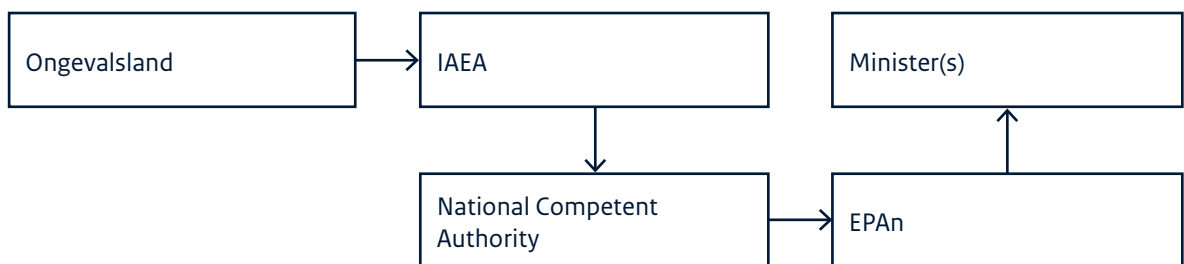 Ongevalsland
IAEA
Minister(s)
National Competent
Authority
EPAn